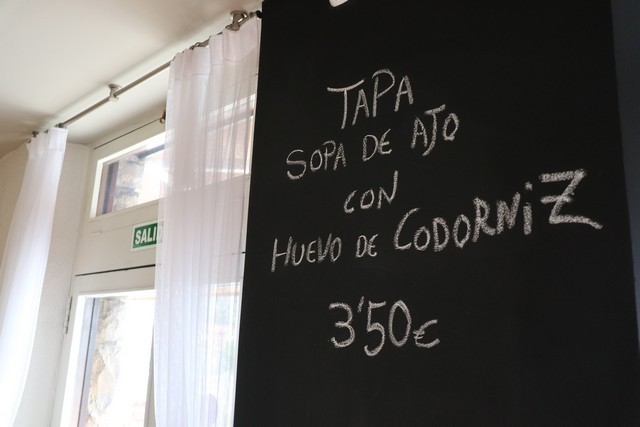 TAPA
SOPA DE AJO
CON
HUEVO DE CODORNiZ
3'50€
SALI